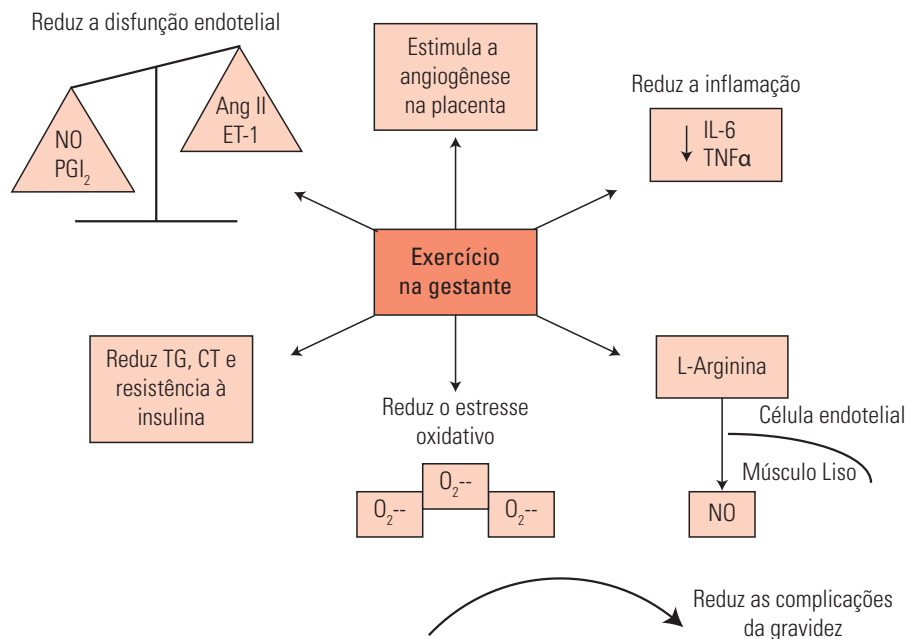 Reduz a disfunção endotelial
NO
PGI₂
Ang II
ET-1
Estimula a
angiogênese
na placenta
Reduz a inflamação
↓ IL-6
TNFα
Exercício
na gestante
Reduz TG, CT e
resistência à
insulina
Reduz o estresse
oxidativo
O₂--
O₂--
O₂--
L-Arginina
Célula endotelial
Músculo Liso
NO
Reduz as complicações
da gravidez